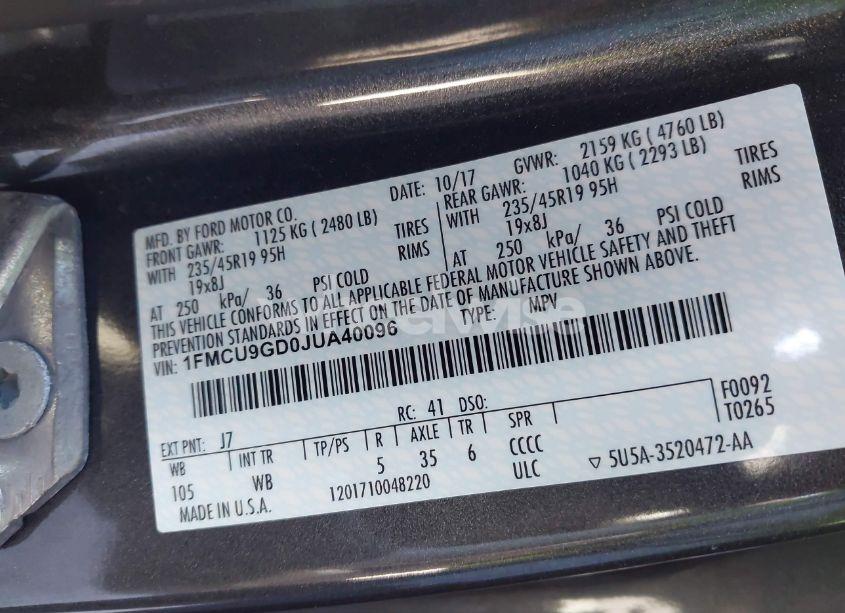 MFD. BY FORD MOTOR CO. DATE: 10/17 GVWR: 2159 KG ( 4760 LB)
FRONT GAWR: 1125 KG ( 2480 LB) REAR GAWR: 1040 KG ( 2293 LB)
WITH 235/45R19 95H TIRES WITH 235/45R19 95H TIRES
19x8J RIMS 19x8J RIMS
AT 250 kPa/ 36 PSI COLD AT 250 kPa/ 36 PSI COLD
THIS VEHICLE CONFORMS TO ALL APPLICABLE FEDERAL MOTOR VEHICLE SAFETY AND THEFT
PREVENTION STANDARDS IN EFFECT ON THE DATE OF MANUFACTURE SHOWN ABOVE.
VIN: 1FMCU9GD0JUA40096 TYPE: MPV
F0092
T0265
EXT PNT: J7 RC: 41 DSO:
WB INT TR TP/PS R AXLE TR SPR
105 WB 5 35 6 CCCC
1201710048220 ULC 5U5A-3520472-AA
MADE IN U.S.A.